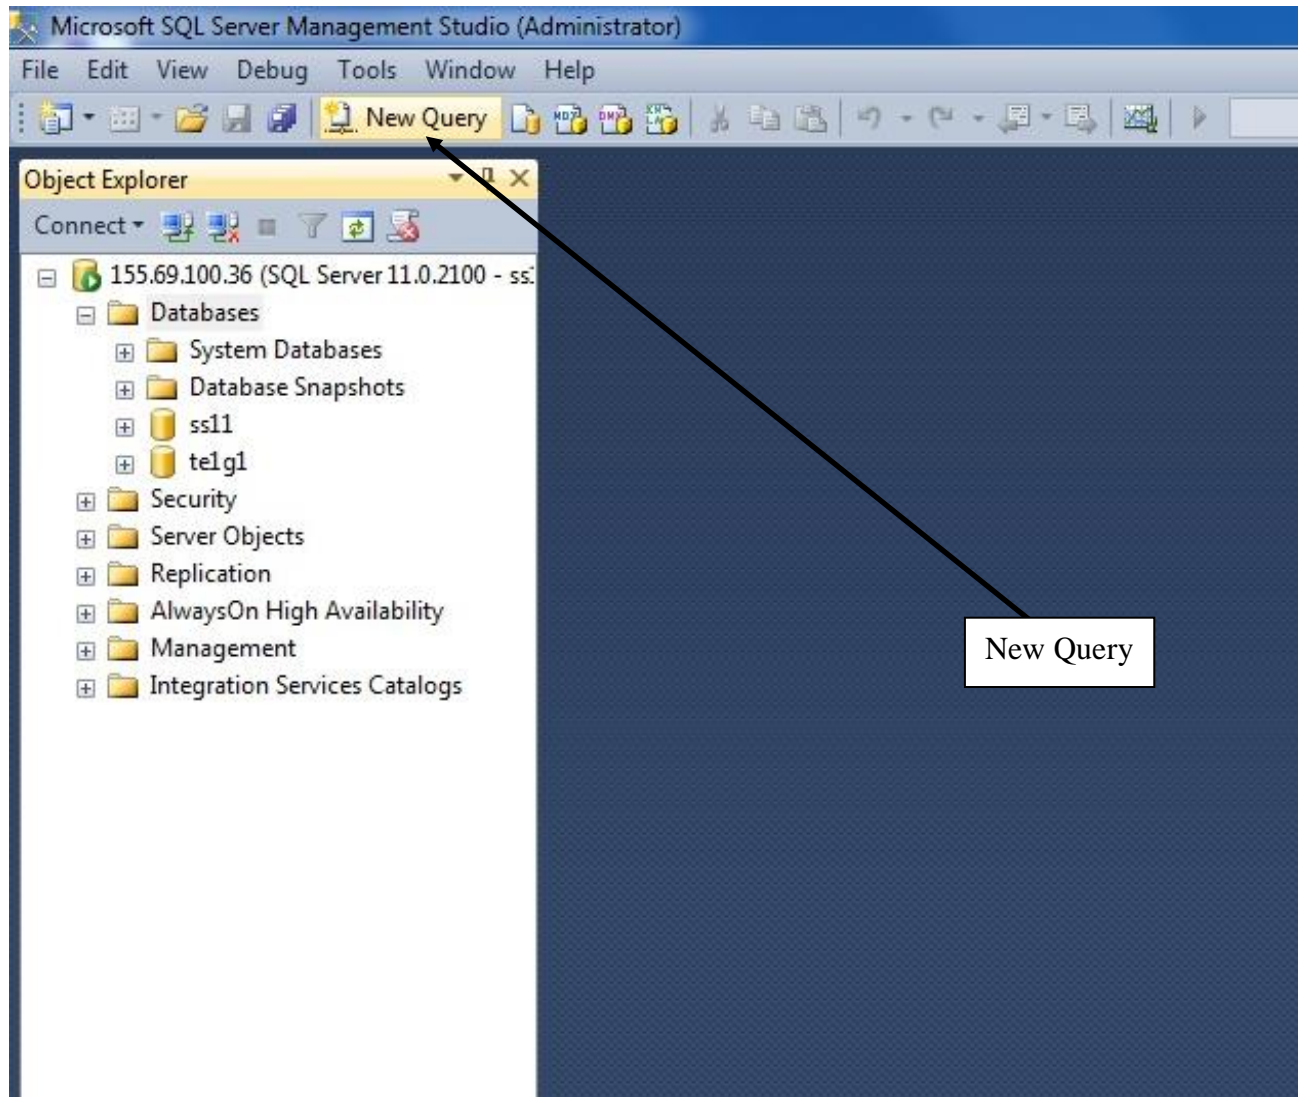 Microsoft SQL Server Management Studio (Administrator)
File Edit View Debug Tools Window Help
New Query
Object Explorer
Connect
155.69.100.36 (SQL Server 11.0.2100 - ss
Databases
System Databases
Database Snapshots
ss11
te1g1
Security
Server Objects
Replication
AlwaysOn High Availability
Management
Integration Services Catalogs
New Query